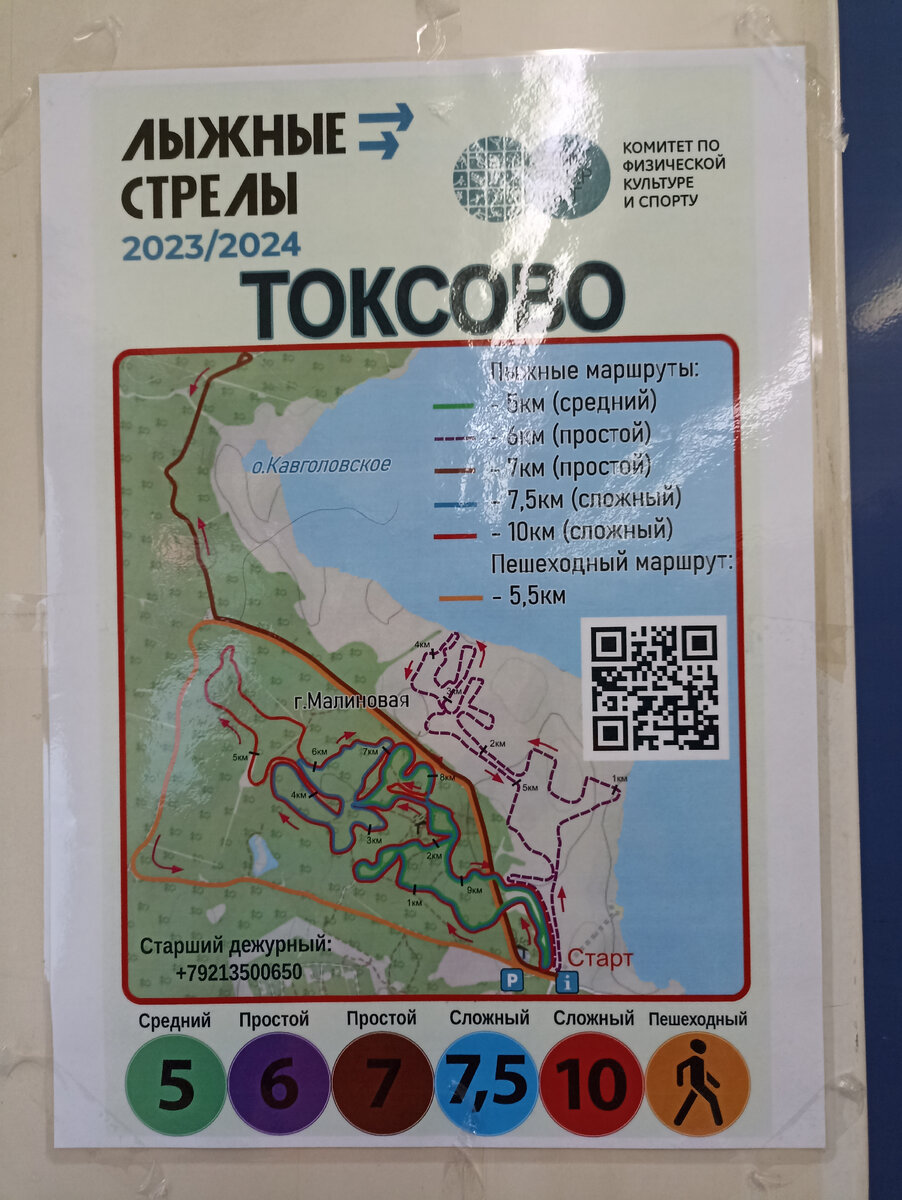 ЛЫЖНЫЕ
СТРЕЛЫ
2023/2024
КОМИТЕТ ПО
ФИЗИЧЕСКОЙ
КУЛЬТУРЕ
И СПОРТУ
ТОКСОВО
Лыжные маршруты:
- 5км (средний)
- 6км (простой)
- 7км (простой)
- 7,5км (сложный)
- 10км (сложный)
Пешеходный маршрут:
- 5,5км
о.Кавголовское
г.Малиновая
4км
3км
2км
5км
1км
5км
6км
7км
8км
4км
3км
2км
9км
1км
Старший дежурный:
+79213500650
Старт
P
i
Средний
Простой
Простой
Сложный
Сложный
Пешеходный
5
6
7
7,5
10